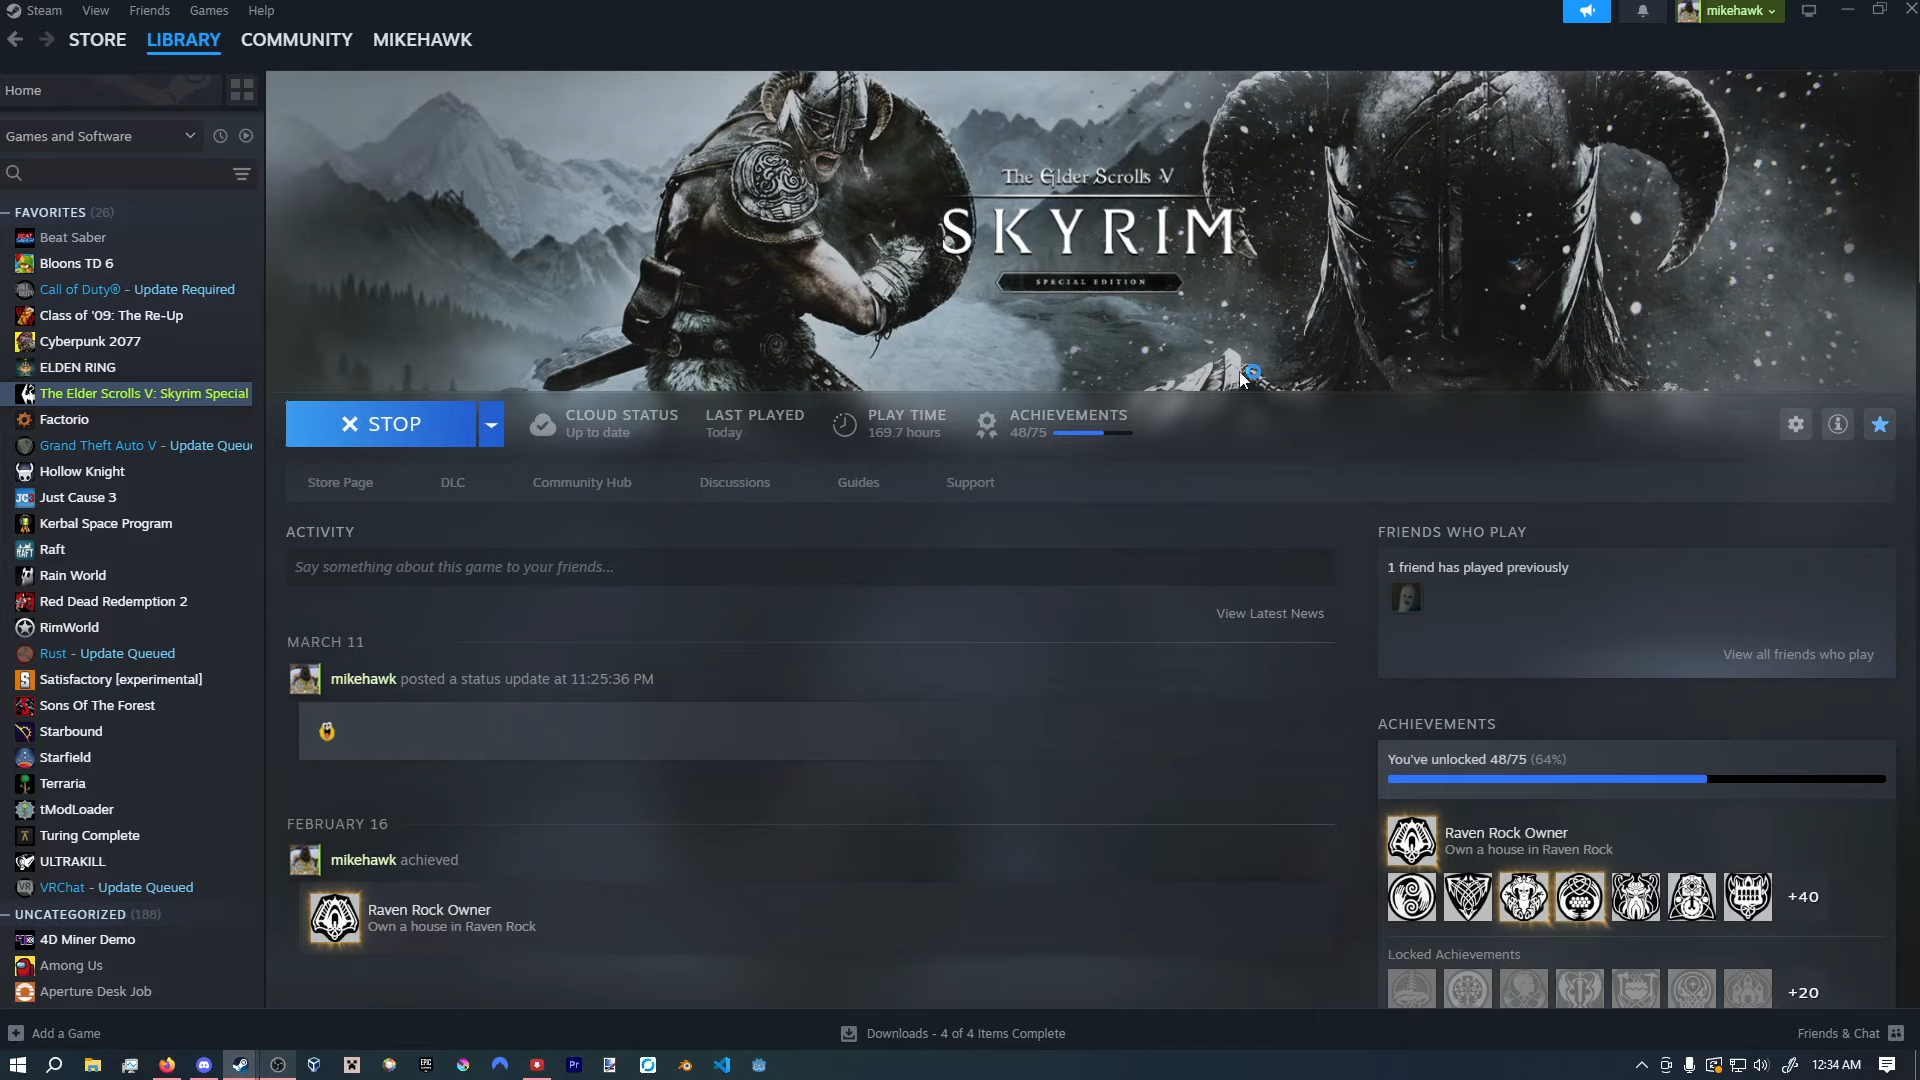 Steam View Friends Games Help
mikehawk
STORE LIBRARY COMMUNITY MIKEHAWK
Home
Games and Software
FAVORITES (26)
Beat Saber
Bloons TD 6
Call of Duty® - Update Required
Class of '09: The Re-Up
Cyberpunk 2077
ELDEN RING
The Elder Scrolls V: Skyrim Special
Factorio
Grand Theft Auto V - Update Queue
Hollow Knight
Just Cause 3
Kerbal Space Program
Raft
Rain World
Red Dead Redemption 2
RimWorld
Rust - Update Queued
Satisfactory [experimental]
Sons Of The Forest
Starbound
Starfield
Terraria
tModLoader
Turing Complete
ULTRAKILL
VRChat - Update Queued
UNCATEGORIZED (188)
4D Miner Demo
Among Us
Aperture Desk Job
Add a Game
The Elder Scrolls V
SKYRIM
SPECIAL EDITION
STOP
CLOUD STATUS
Up to date
LAST PLAYED
Today
PLAY TIME
169.7 hours
ACHIEVEMENTS
48/75
Store Page DLC Community Hub Discussions Guides Support
ACTIVITY
Say something about this game to your friends...
View Latest News
MARCH 11
mikehawk posted a status update at 11:25:36 PM
FEBRUARY 16
mikehawk achieved
Raven Rock Owner
Own a house in Raven Rock
FRIENDS WHO PLAY
1 friend has played previously
View all friends who play
ACHIEVEMENTS
You've unlocked 48/75 (64%)
Raven Rock Owner
Own a house in Raven Rock
+40
Locked Achievements
+20
Downloads - 4 of 4 Items Complete
Friends & Chat
12:34 AM